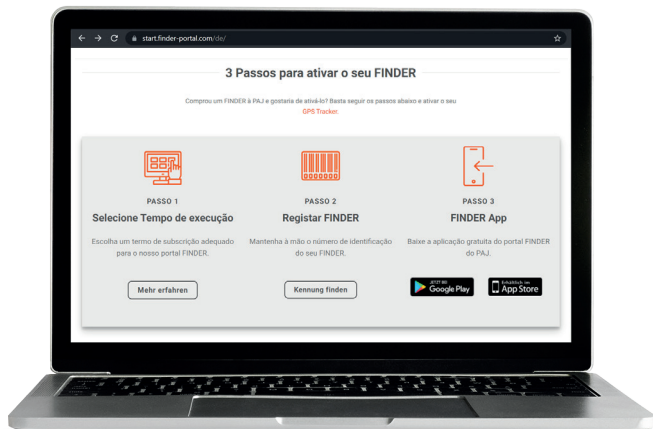 start.finder-portal.com/de/
3 Passos para ativar o seu FINDER
Comprou um FINDER à PAJ e gostaria de ativá-lo? Basta seguir os passos abaixo e ativar o seu
GPS Tracker.
PASSO 1
Selecione Tempo de execução
Escolha um termo de subscrição adequado
para o nosso portal FINDER.
Mehr erfahren
PASSO 2
Registar FINDER
Mantenha à mão o número de identificação
do seu FINDER.
Kennung finden
PASSO 3
FINDER App
Baixe a aplicação gratuita do portal FINDER
do PAJ.
JETZT BEI
Google Play
Erhältlich im
App Store